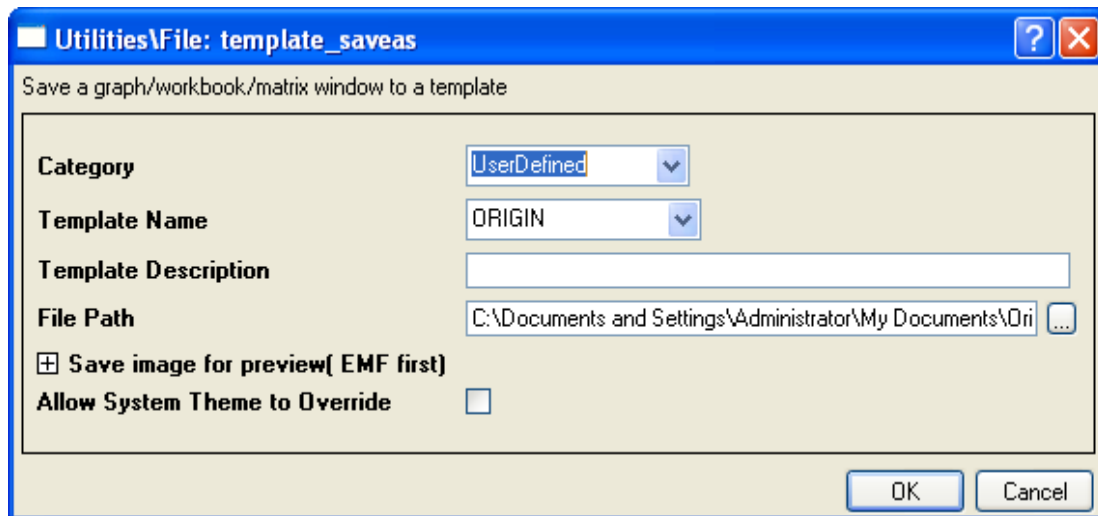 Utilities\File: template_saveas
Save a graph/workbook/matrix window to a template
Category UserDefined
Template Name ORIGIN
Template Description
File Path C:\Documents and Settings\Administrator\My Documents\Ori ...
Save image for preview( EMF first)
Allow System Theme to Override
OK Cancel